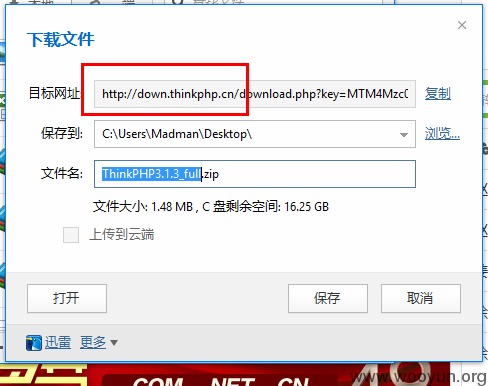 下载文件
目标网址: http://down.thinkphp.cn/download.php?key=MTM4Mzc0 复制
保存到: C:\Users\Madman\Desktop\ 浏览...
文件名: ThinkPHP3.1.3_full.zip
文件大小: 1.48 MB , C 盘剩余空间: 16.25 GB
上传到云端
打开 保存 取消
迅雷 更多
www.wooyun.org
COM NET CN